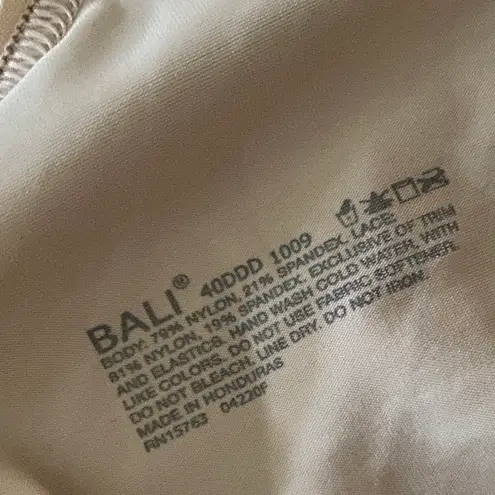 BALI® 40DDD 1009
BODY: 79% NYLON, 21% SPANDEX. LACE:
81% NYLON, 19% SPANDEX. EXCLUSIVE OF TRIM
AND ELASTICS. HAND WASH COLD WATER, WITH
LIKE COLORS. DO NOT USE FABRIC SOFTENER.
DO NOT BLEACH. LINE DRY. DO NOT IRON.
MADE IN HONDURAS
RN15763 04220F